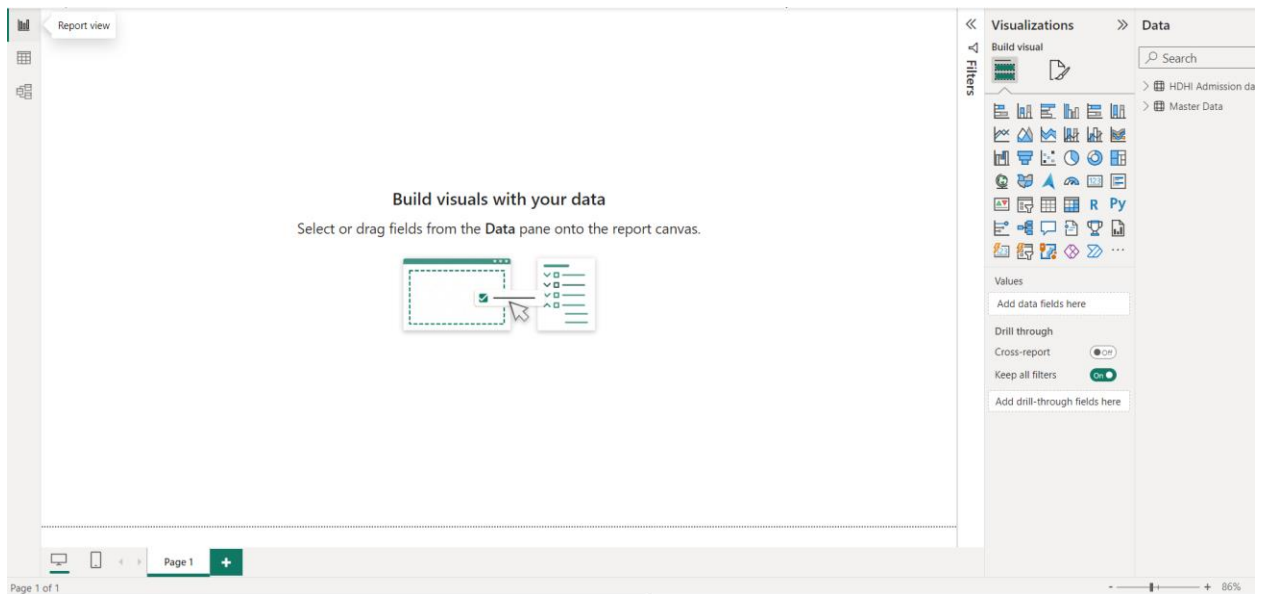 Report view
Build visuals with your data
Select or drag fields from the Data pane onto the report canvas.
Filters
Visualizations
Build visual
123
R
Py
Values
Add data fields here
Drill through
Cross-report
Off
Keep all filters
On
Add drill-through fields here
Data
Search
HDHI Admission da
Master Data
Page 1
Page 1 of 1
86%